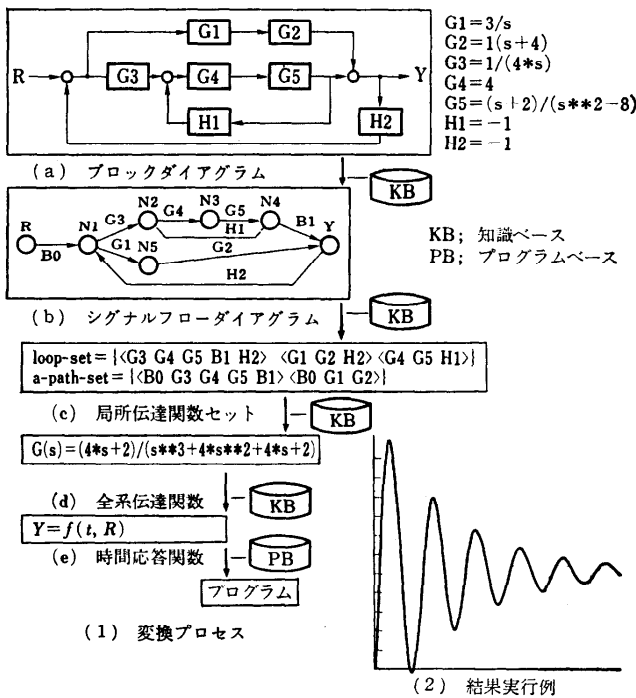 G1 G2
R G3 G4 G5 Y
H1 H2
G1=3/s
G2=1(s+4)
G3=1/(4*s)
G4=4
G5=(s+2)/(s**2-8)
H1=-1
H2=-1
(a) ブロックダイアグラム
KB
R B0 N1 G3 N2 G4 N3 G5 N4 B1 Y
H1
G1 N5 G2
H2
KB; 知識ベース
PB; プログラムベース
(b) シグナルフローダイアグラム
KB
loop-set={<G3 G4 G5 B1 H2> <G1 G2 H2><G4 G5 H1>}
a-path-set={<B0 G3 G4 G5 B1><B0 G1 G2>}
(c) 局所伝達関数セット
KB
G(s)=(4*s+2)/(s**3+4*s**2+4*s+2)
(d) 全系伝達関数
KB
Y=f(t, R)
(e) 時間応答関数
PB
プログラム
(1) 変換プロセス
(2) 結果実行例